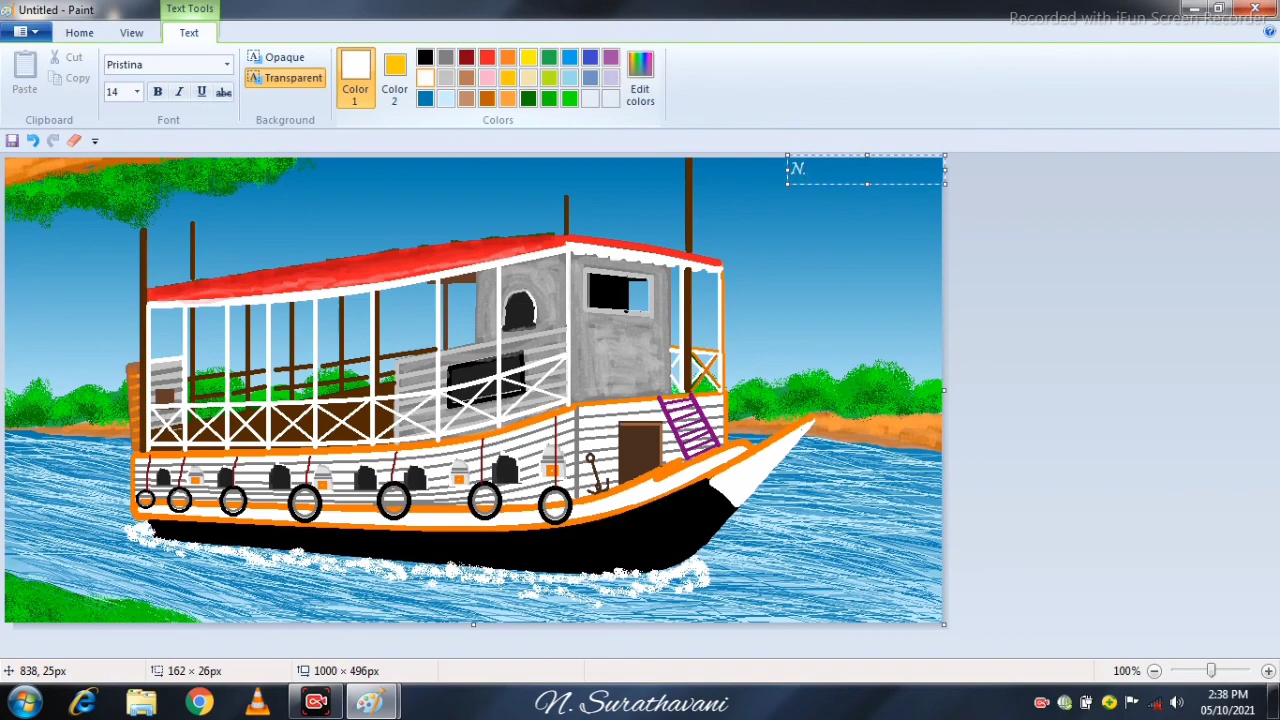 Untitled - Paint
Text Tools
Recorded with iFun Screen Recorder
Home View Text
Paste
Cut
Copy
Clipboard
Pristina
14 B I U abc
Font
Opaque
Transparent
Background
Color 1
Color 2
Edit colors
Colors
N.
838, 25px
162 × 26px
1000 × 496px
100%
N. Surathavani
2:38 PM
05/10/2021